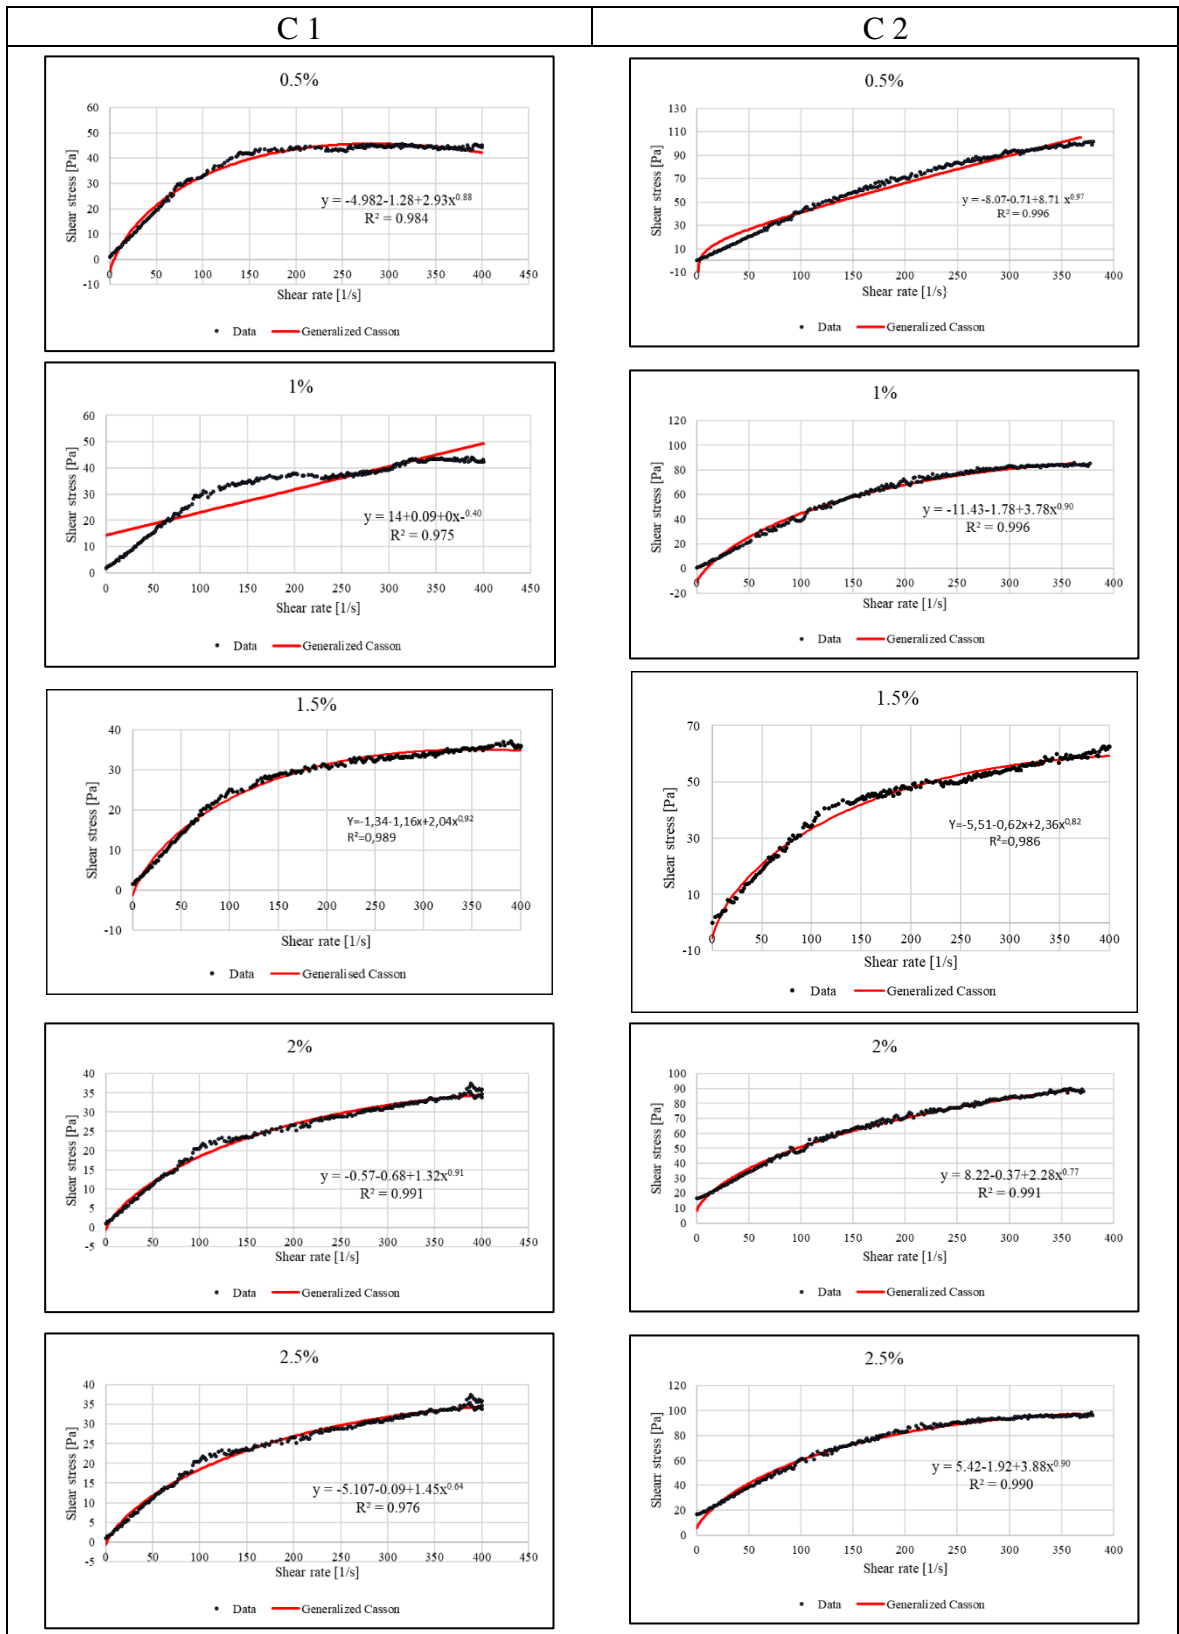 C 1
C 2
0.5%
60
50
40
30
20
10
0
-10
Shear stress [Pa]
0 50 100 150 200 250 300 350 400 450
y = -4.982-1.28+2.93x^0.88
R² = 0.984
Shear rate [1/s]
Data Generalized Casson
0.5%
130
110
90
70
50
30
10
-10
Shear stress [Pa]
0 50 100 150 200 250 300 350 400
y = -8.07-0.71+8.71 x^0.97
R² = 0.996
Shear rate [1/s}
Data Generalized Casson
1%
60
50
40
30
20
10
0
Shear stress [Pa]
0 50 100 150 200 250 300 350 400 450
y = 14+0.09+0x-^0.40
R² = 0.975
Shear rate [1/s]
Data Generalized Casson
1%
120
100
80
60
40
20
0
-20
Shear stress [Pa]
0 50 100 150 200 250 300 350 400
y = -11.43-1.78+3.78x^0.90
R² = 0.996
Shear rate [1/s]
Data Generalized Casson
1.5%
40
30
20
10
0
-10
Shear stress [Pa]
0 50 100 150 200 250 300 350 400
Y=-1,34-1,16x+2,04x^0,92
R²=0,989
Shear rate [1/s]
Data Generalised Casson
1.5%
70
50
30
10
-10
Shear stress [Pa]
0 50 100 150 200 250 300 350 400
Y=-5,51-0,62x+2,36x^0,82
R²=0,986
Shear rate [1/s]
Data Generalized Casson
2%
40
35
30
25
20
15
10
5
0
-5
Shear stress [Pa]
0 50 100 150 200 250 300 350 400 450
y = -0.57-0.68+1.32x^0.91
R² = 0.991
Shear rate [1/s]
Data Generalized Casson
2%
100
90
80
70
60
50
40
30
20
10
0
Shear stress [Pa]
0 50 100 150 200 250 300 350 400
y = 8.22-0.37+2.28x^0.77
R² = 0.991
Shear rate [1/s]
Data Generalized Casson
2.5%
40
35
30
25
20
15
10
5
0
-5
Shear stress [Pa]
0 50 100 150 200 250 300 350 400 450
y = -5.107-0.09+1.45x^0.64
R² = 0.976
Shear rate [1/s]
Data Generalized Casson
2.5%
120
100
80
60
40
20
0
Shearr stress [Pa]
0 50 100 150 200 250 300 350 400
y = 5.42-1.92+3.88x^0.90
R² = 0.990
Shear rate [1/s]
Data Generalized Casson